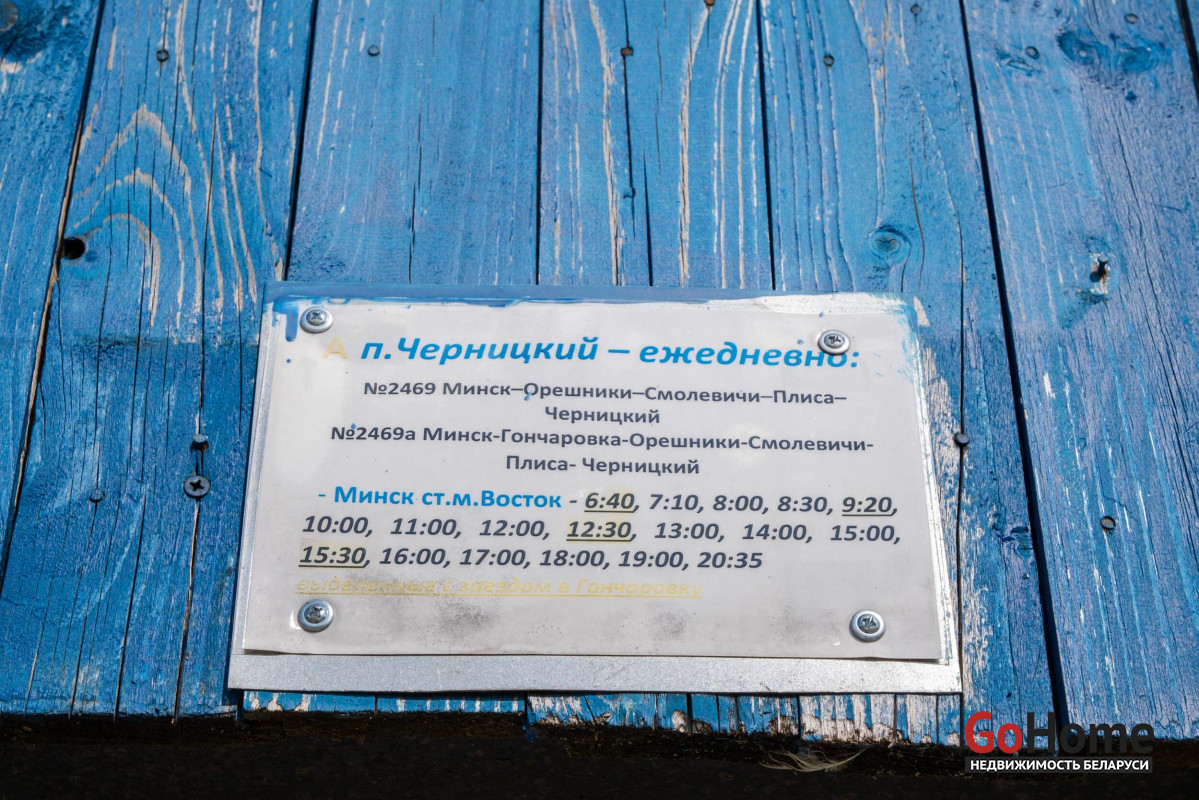 А п.Черницкий – ежедневно:
№2469 Минск–Орешники–Смолевичи–Плиса–
Черницкий
№2469а Минск-Гончаровка-Орешники-Смолевичи-
Плиса- Черницкий
- Минск ст.м.Восток - 6:40, 7:10, 8:00, 8:30, 9:20,
10:00, 11:00, 12:00, 12:30, 13:00, 14:00, 15:00,
15:30, 16:00, 17:00, 18:00, 19:00, 20:35
выделенные с заездом в Гончаровку
GoHome
НЕДВИЖИМОСТЬ БЕЛАРУСИ